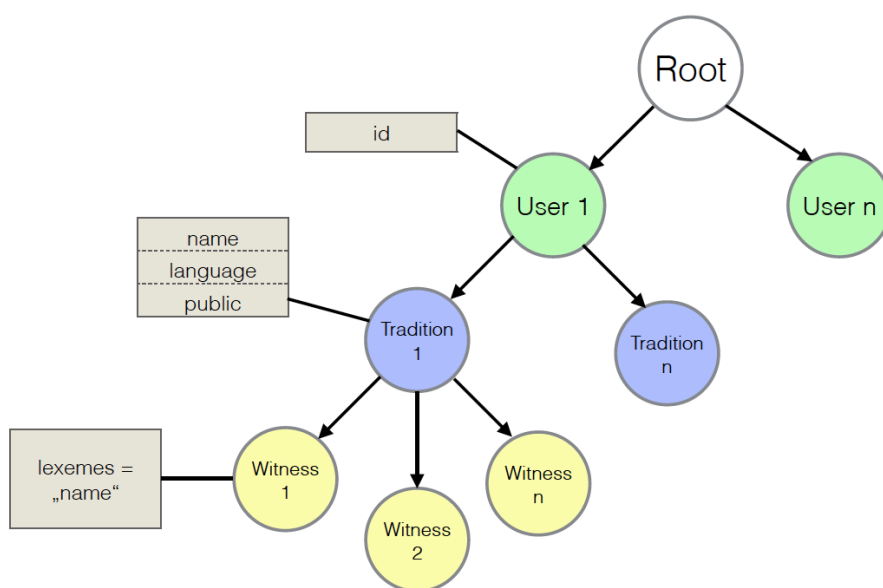 Root
id
User 1
User n
name
language
public
Tradition
1
Tradition
n
lexemes =
„name“
Witness
1
Witness
2
Witness
n